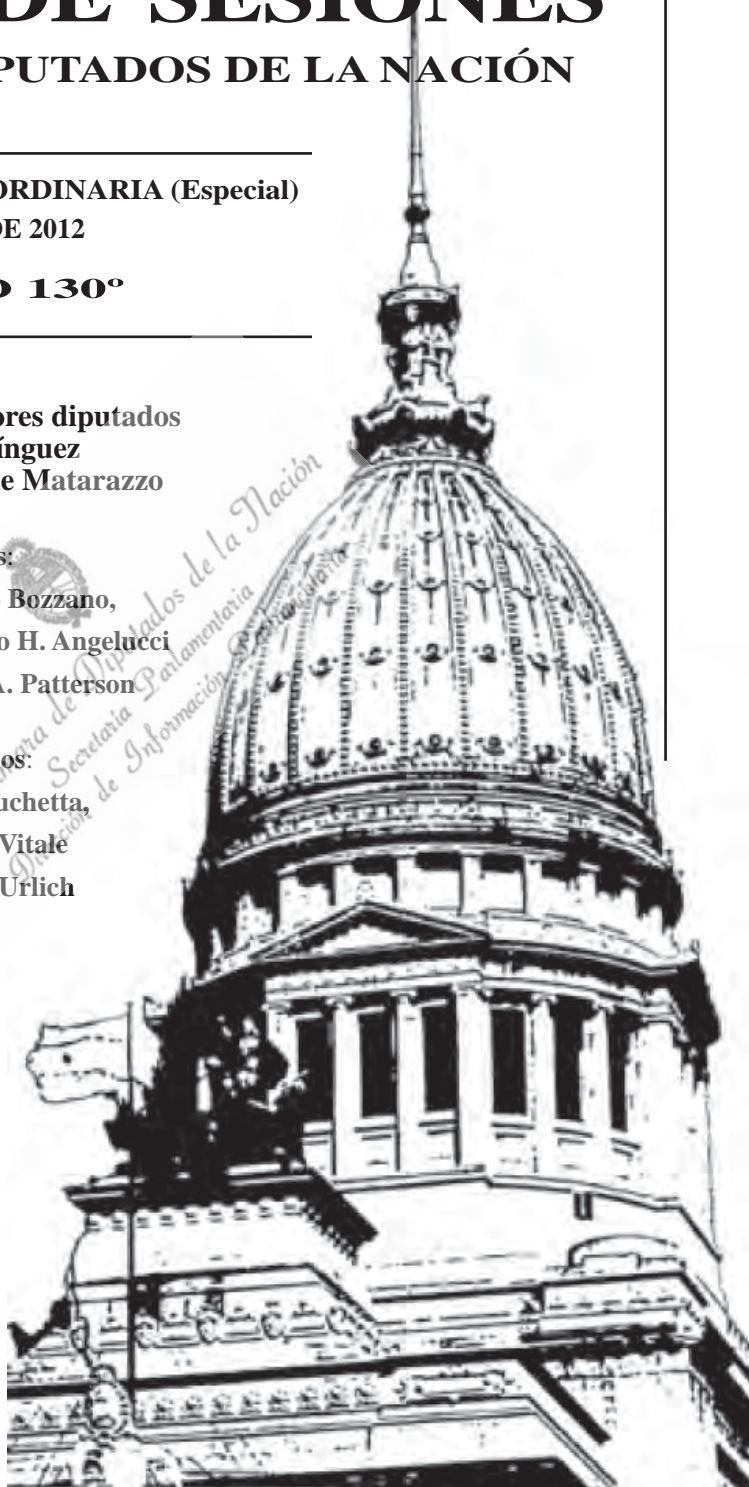 DE SESIONES
PUTADOS DE LA NACIÓN
ORDINARIA (Especial)
DE 2012
O 130º
ores diputados
ínguez
e Matarazzo
s:
Bozzano,
o H. Angelucci
A. Patterson
os:
uchetta,
Vitale
Urlich
Cámara de Diputados de la Nación
Secretaría Parlamentaria
Dirección de Información Parlamentaria